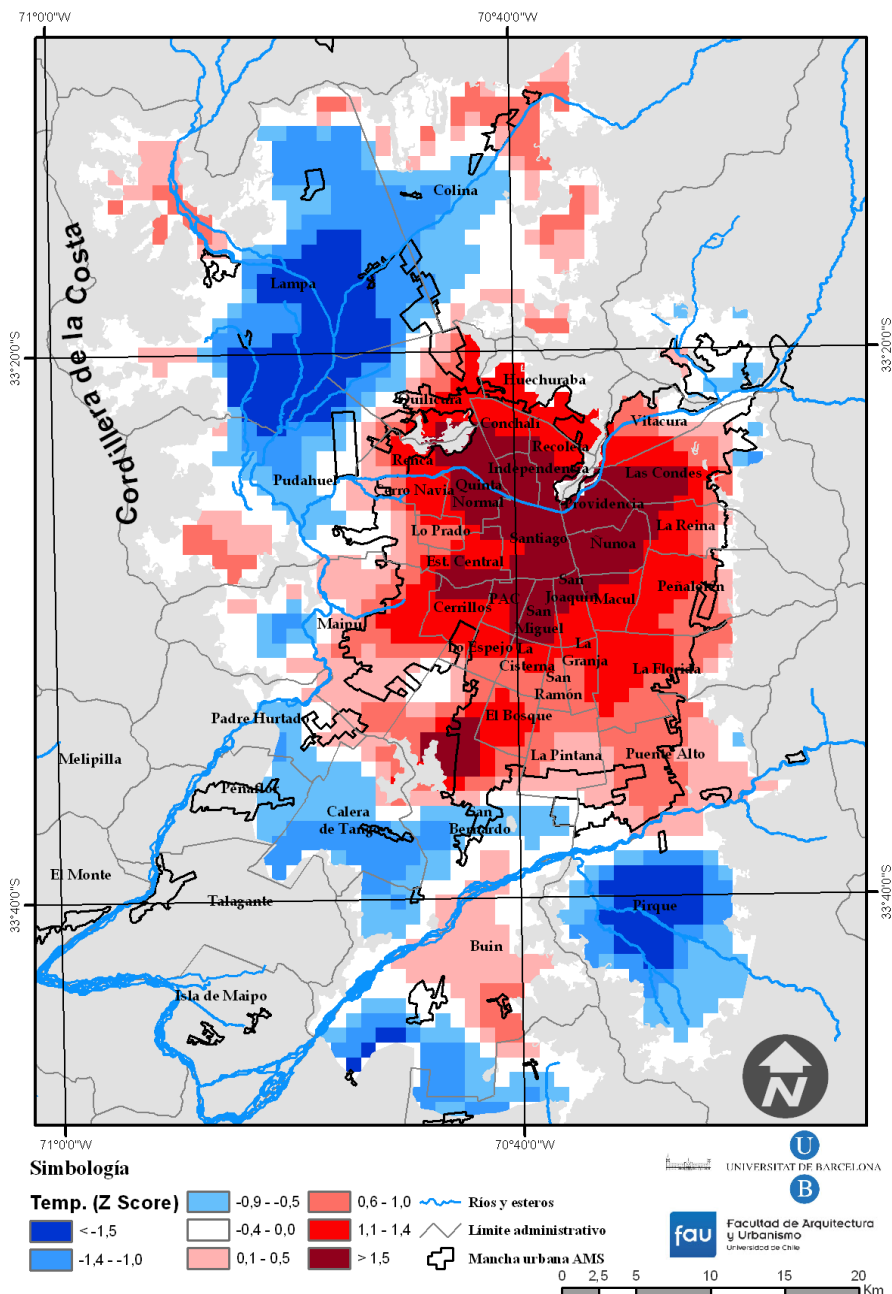 71°0'0"W
70°40'0"W
Colina
Cordillera de la Costa
Lampa
33°20'0"S
33°20'0"S
Huechuraba
Quilicura
Vitacura
Conchalí
Recoleta
Renca
Independencia
Las Condes
Pudahuel
Cerro Navia
Quinta
Normal
Providencia
La Reina
Lo Prado
Santiago
Ñunoa
Est. Central
San
Joaquín
Peñalolén
PAC
Macul
Cerrillos
San
Miguel
Maipu
Lo Espejo
La
Cisterna
La
Granja
La Florida
San
Ramón
Padre Hurtado
El Bosque
Melipilla
La Pintana
Puente Alto
Peñaflor
Calera
de Tango
San
Bernardo
El Monte
Talagante
Pirque
33°40'0"S
33°40'0"S
Buin
Isla de Maipo
N
71°0'0"W
70°40'0"W
Simbología
Temp. (Z Score)
< -1,5
-1,4 - -1,0
-0,9 - -0,5
-0,4 - 0,0
0,1 - 0,5
0,6 - 1,0
1,1 - 1,4
> 1,5
Ríos y esteros
Límite administrativo
Mancha urbana AMS
UNIVERSITAT DE BARCELONA
U
B
fau
Facultad de Arquitectura
y Urbanismo
Universidad de Chile
0 2,5 5 10 15 20
Km